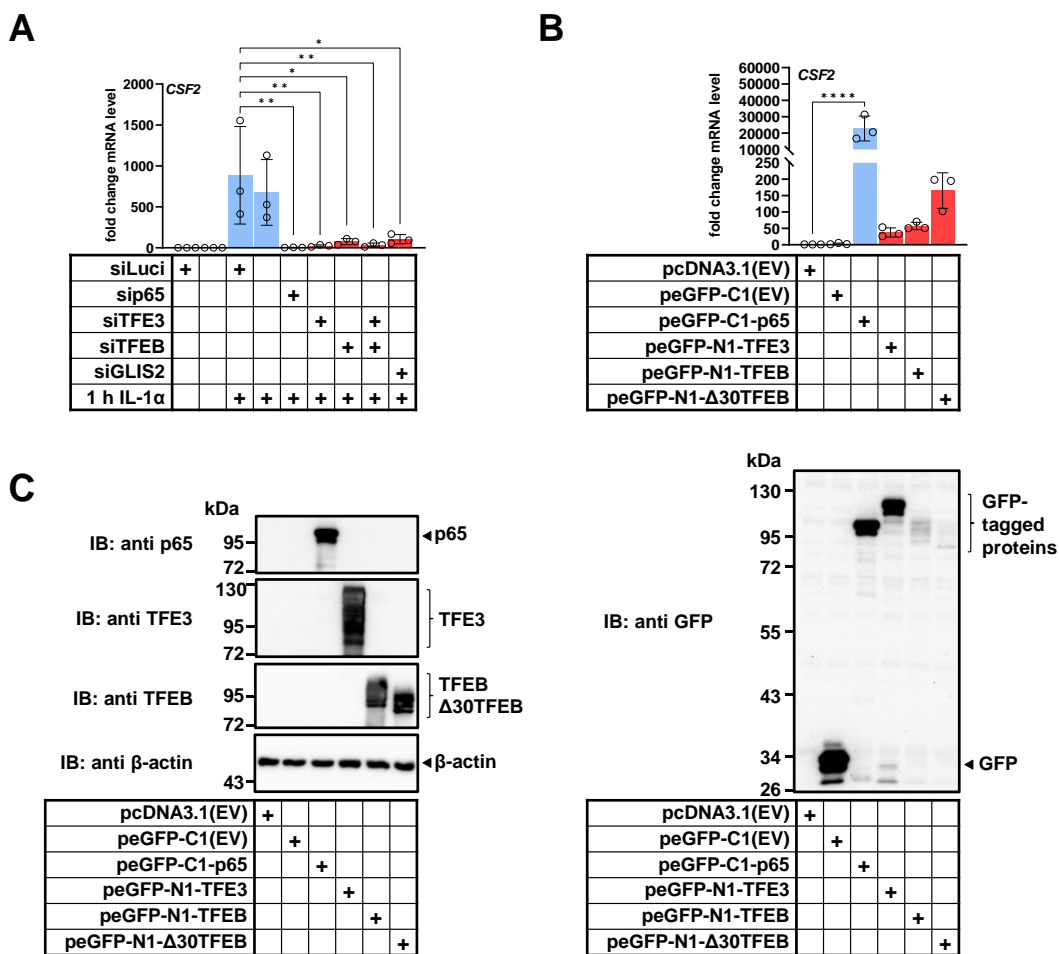 A
B
fold change mRNA level
2000
1500
1000
500
0
CSF2
*
**
*
**
**
siLuci + +
sip65 +
siTFE3 + +
siTFEB + +
siGLIS2 +
1 h IL-1α + + + + + + +
fold change mRNA level
60000
50000
40000
30000
20000
10000
250
200
150
100
50
0
CSF2
****
pcDNA3.1(EV) +
peGFP-C1(EV) +
peGFP-C1-p65 +
peGFP-N1-TFE3 +
peGFP-N1-TFEB +
peGFP-N1-Δ30TFEB +
C
kDa
IB: anti p65
95
72
p65
IB: anti TFE3
130
95
72
TFE3
IB: anti TFEB
95
72
TFEB
Δ30TFEB
IB: anti β-actin
43
β-actin
pcDNA3.1(EV) +
peGFP-C1(EV) +
peGFP-C1-p65 +
peGFP-N1-TFE3 +
peGFP-N1-TFEB +
peGFP-N1-Δ30TFEB +
kDa
IB: anti GFP
130
95
72
55
43
34
26
GFP-
tagged
proteins
GFP
pcDNA3.1(EV) +
peGFP-C1(EV) +
peGFP-C1-p65 +
peGFP-N1-TFE3 +
peGFP-N1-TFEB +
peGFP-N1-Δ30TFEB +